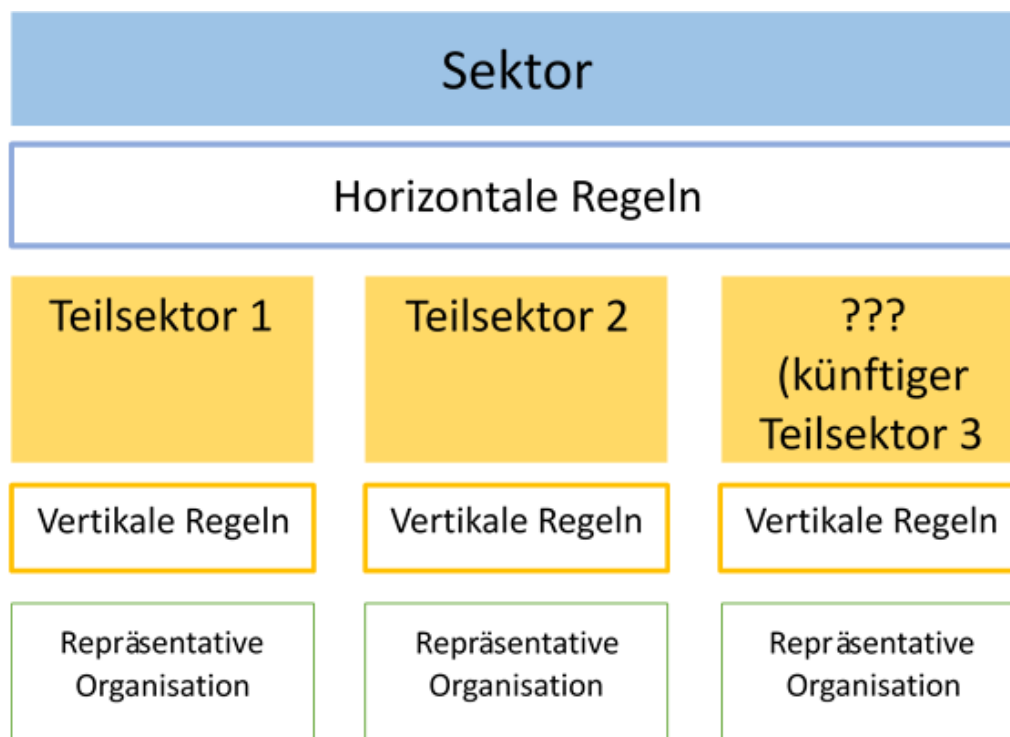 Sektor
Horizontale Regeln
Teilsektor 1
Teilsektor 2
???
(künftiger
Teilsektor 3
Vertikale Regeln
Vertikale Regeln
Vertikale Regeln
Repräsentative
Organisation
Repräsentative
Organisation
Repräsentative
Organisation